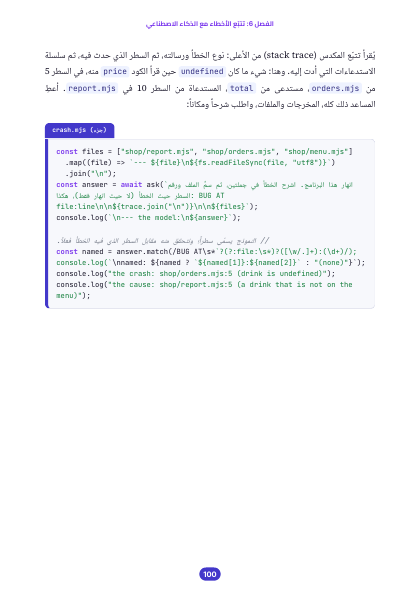 الفصل 6: تتبّع الأخطاء مع الذكاء الاصطناعي
يُقرأ تتبّع المكدس (stack trace) من الأعلى: نوع الخطأ ورسالته، ثم السطر الذي حدث فيه، ثم سلسلة
الاستدعاءات التي أدت إليه. وهنا: شيء ما كان undefined حين قرأ الكود price منه، في السطر 5
من orders.mjs، مستدعى من total، المستدعاة من السطر 10 في report.mjs. أعطِ
المساعد ذلك كله، المخرجات والملفات، واطلب شرحاً ومكاناً:
crash.mjs (جزء)
const files = ["shop/report.mjs", "shop/orders.mjs", "shop/menu.mjs"]
.map((file) => `--- ${file}\n${fs.readFileSync(file, "utf8")}`)
.join("\n");
const answer = await ask(`انهار هذا البرنامج. اشرح الخطأ في جملتين، ثم سمِّ الملف ورقم
السطر حيث الخطأ (لا حيث انهار فقط)، هكذا: BUG AT
file:line\n\n${trace.join("\n")}\n\n${files}`);
console.log(`\n--- the model:\n${answer}`);
// النموذج يسمّي سطراً؛ وتتحقق منه مقابل السطر الذي فيه الخطأ فعلاً.
const named = answer.match(/BUG AT\s*`?(?:file:\s*)?([\w/.]+):(\d+)/);
console.log(`\nnamed: ${named ? `${named[1]}:${named[2]}` : "(none)"}`);
console.log("the crash: shop/orders.mjs:5 (drink is undefined)");
console.log("the cause: shop/report.mjs:5 (a drink that is not on the
menu)");
100